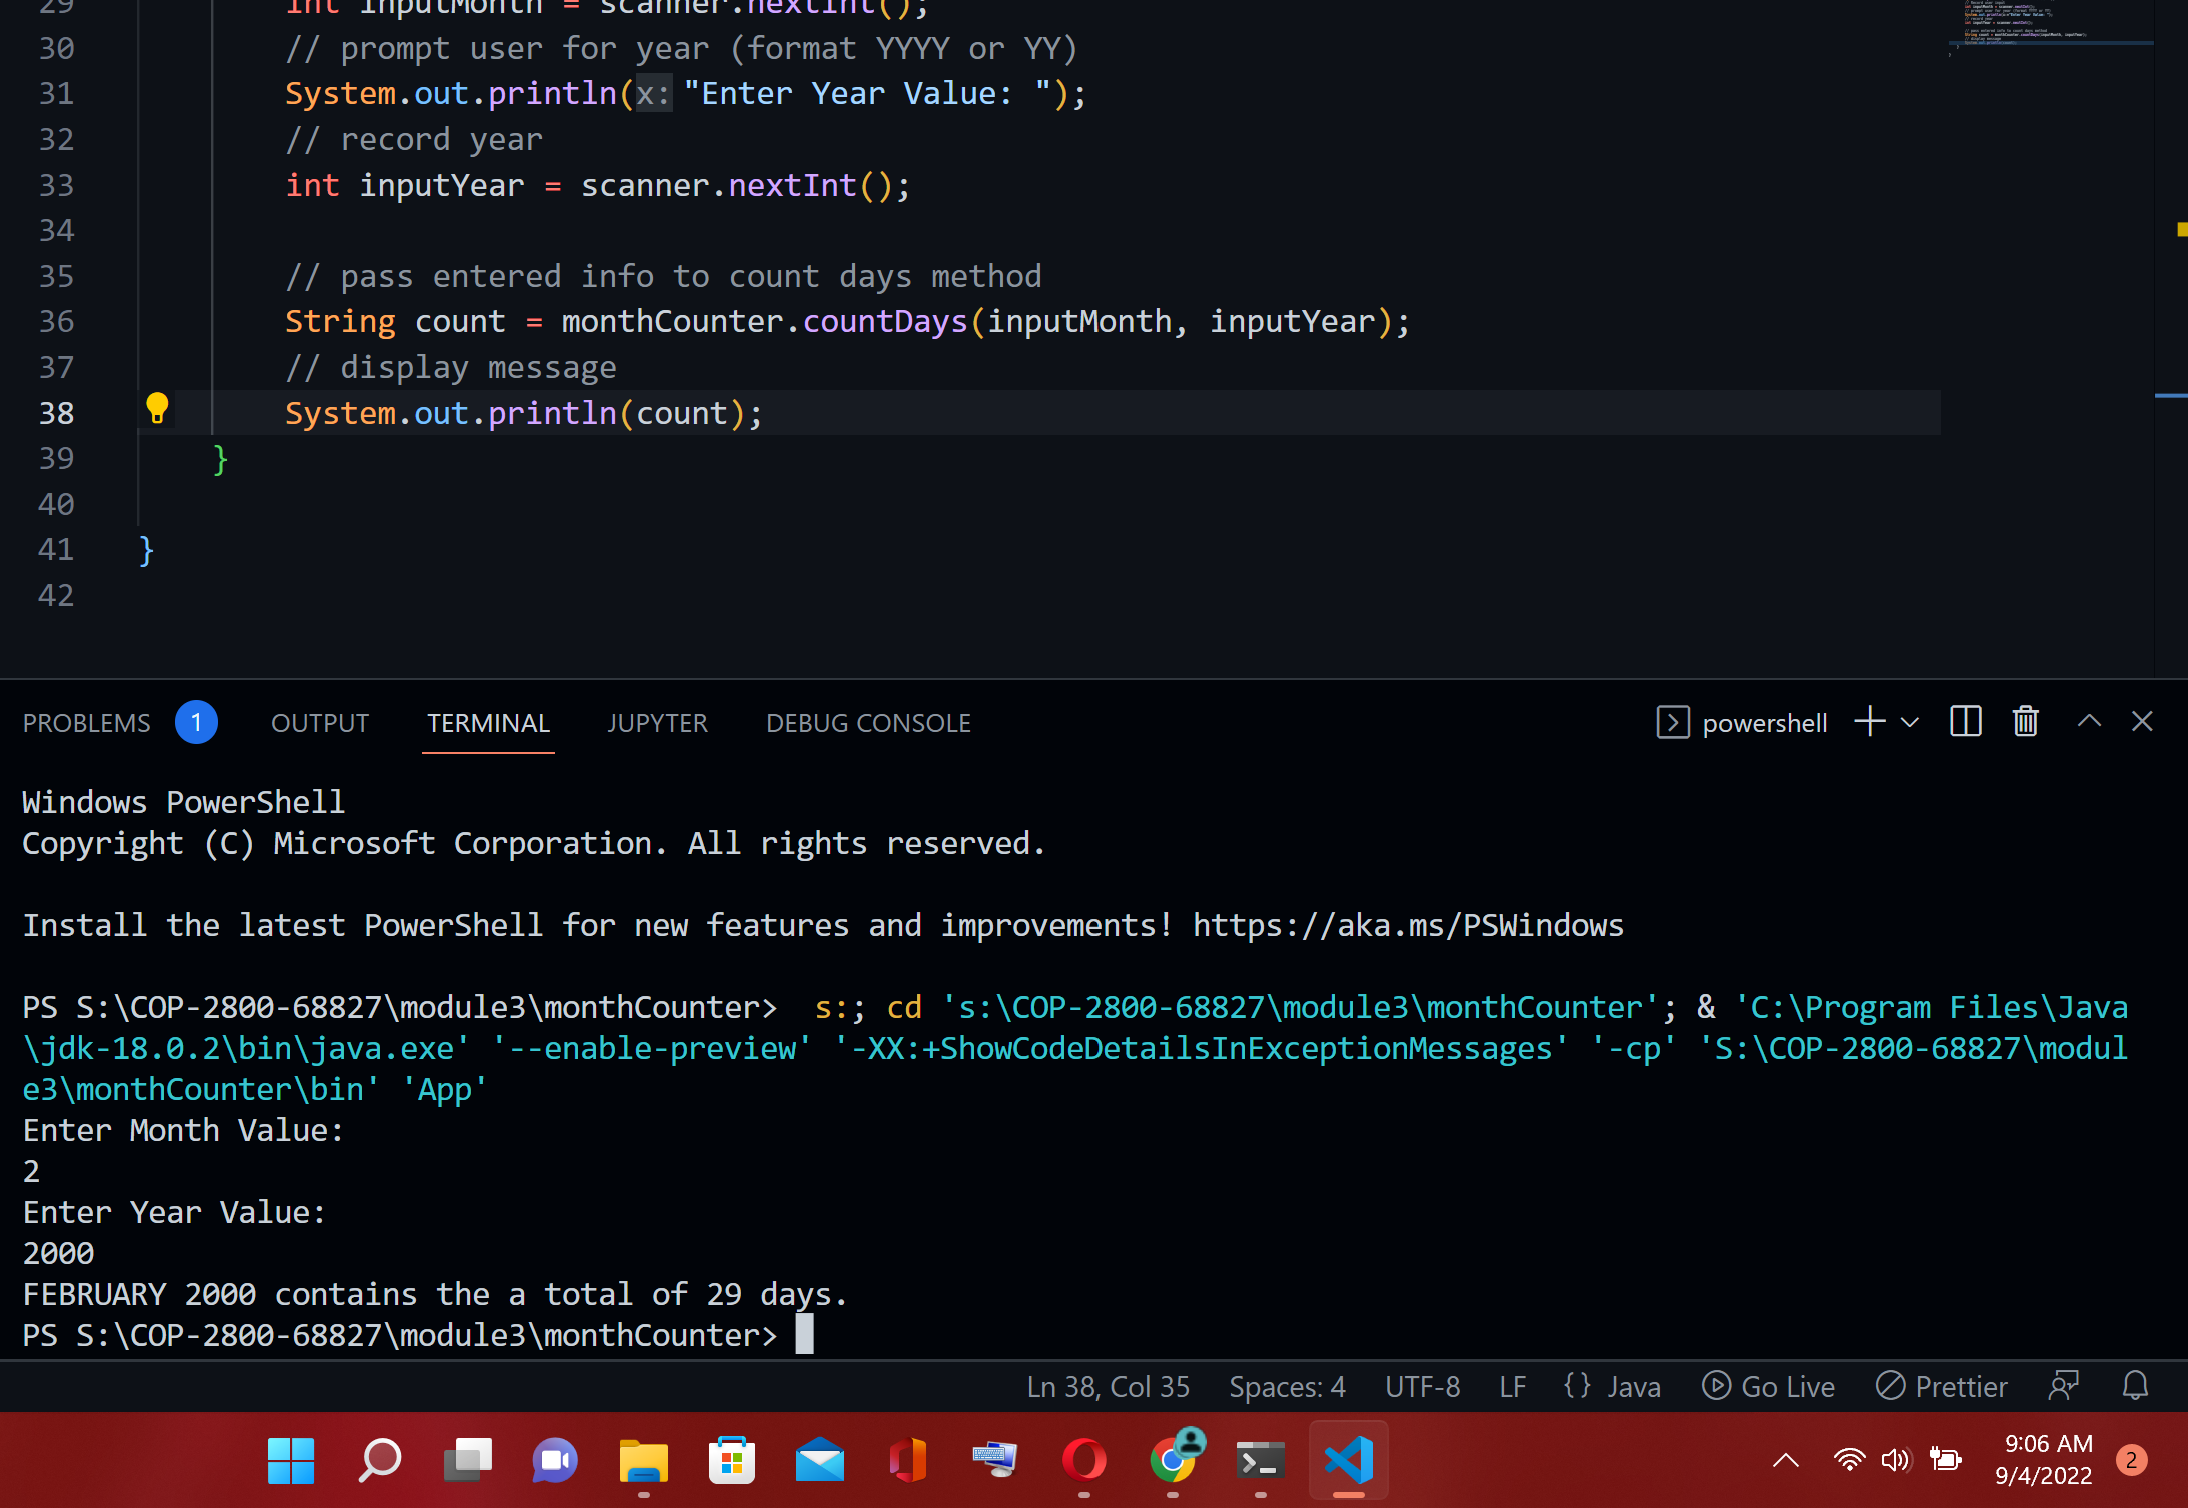 29 int inputMonth = scanner.nextInt();
30 // prompt user for year (format YYYY or YY)
31 System.out.println(x: "Enter Year Value: ");
32 // record year
33 int inputYear = scanner.nextInt();
34
35 // pass entered info to count days method
36 String count = monthCounter.countDays(inputMonth, inputYear);
37 // display message
38 System.out.println(count);
39 }
40
41 }
42
PROBLEMS 1 OUTPUT TERMINAL JUPYTER DEBUG CONSOLE powershell
Windows PowerShell
Copyright (C) Microsoft Corporation. All rights reserved.
Install the latest PowerShell for new features and improvements! https://aka.ms/PSWindows
PS S:\COP-2800-68827\module3\monthCounter>  s:; cd 's:\COP-2800-68827\module3\monthCounter'; & 'C:\Program Files\Java
\jdk-18.0.2\bin\java.exe' '--enable-preview' '-XX:+ShowCodeDetailsInExceptionMessages' '-cp' 'S:\COP-2800-68827\modul
e3\monthCounter\bin' 'App'
Enter Month Value:
2
Enter Year Value:
2000
FEBRUARY 2000 contains the a total of 29 days.
PS S:\COP-2800-68827\module3\monthCounter>
Ln 38, Col 35 Spaces: 4 UTF-8 LF {} Java Go Live Prettier
9:06 AM
9/4/2022
2